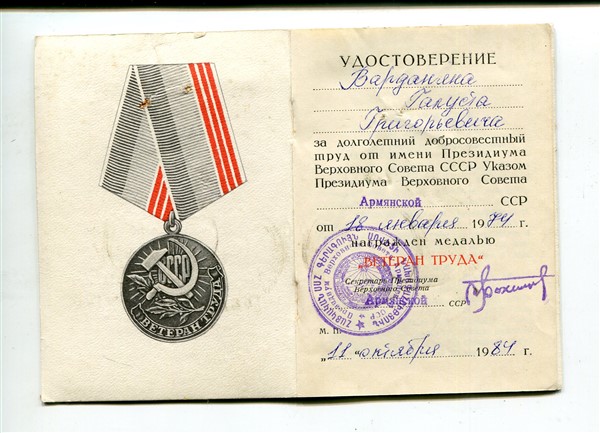 СССР
ВЕТЕРАН ТРУДА
УДОСТОВЕРЕНИЕ
Варданяна
Гапуста
Григорьевича
за долголетний добросовестный
труд от имени Президиума
Верховного Совета СССР Указом
Президиума Верховного Совета
Армянской ССР
от 18 января 1974 г.
награжден медалью
"ВЕТЕРАН ТРУДА"
Секретарь Президиума
Верховного Совета
Армянской ССР
М. П.
"11" октября 1984 г.